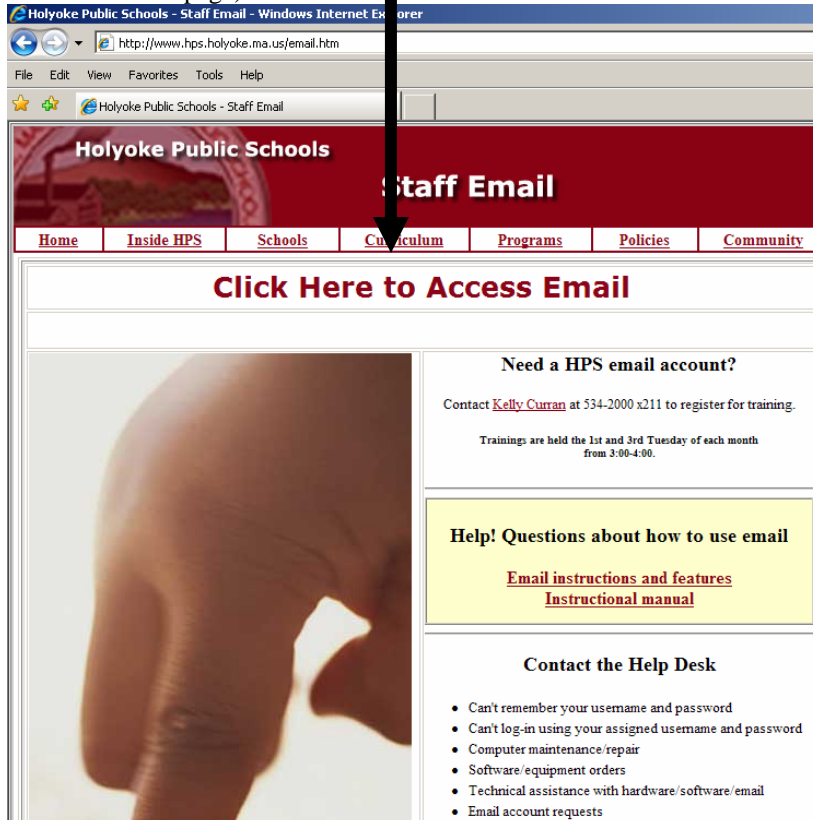 Holyoke Public Schools - Staff Email - Windows Internet Explorer
http://www.hps.holyoke.ma.us/email.htm
File Edit View Favorites Tools Help
Holyoke Public Schools - Staff Email
Holyoke Public Schools
Staff Email
Home Inside HPS Schools Curriculum Programs Policies Community
Click Here to Access Email
Need a HPS email account?
Contact Kelly Curran at 534-2000 x211 to register for training.
Trainings are held the 1st and 3rd Tuesday of each month
from 3:00-4:00.
Help! Questions about how to use email
Email instructions and features
Instructional manual
Contact the Help Desk
• Can't remember your username and password
• Can't log-in using your assigned username and password
• Computer maintenance/repair
• Software/equipment orders
• Technical assistance with hardware/software/email
• Email account requests